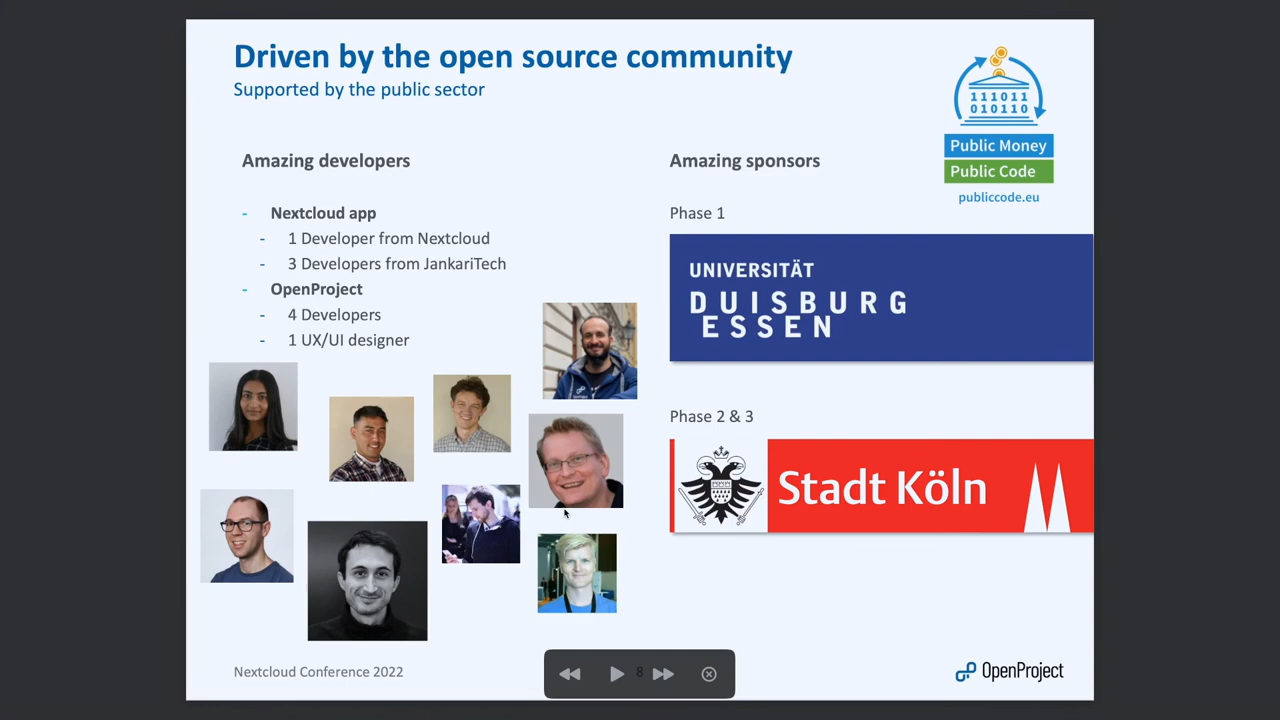 Driven by the open source community
Supported by the public sector
111011
010110
Public Money
Public Code
publiccode.eu
Amazing developers
- Nextcloud app
- 1 Developer from Nextcloud
- 3 Developers from JankariTech
- OpenProject
- 4 Developers
- 1 UX/UI designer
Amazing sponsors
Phase 1
UNIVERSITÄT
DUISBURG
ESSEN
Phase 2 & 3
Stadt Köln
Nextcloud Conference 2022
8
OpenProject